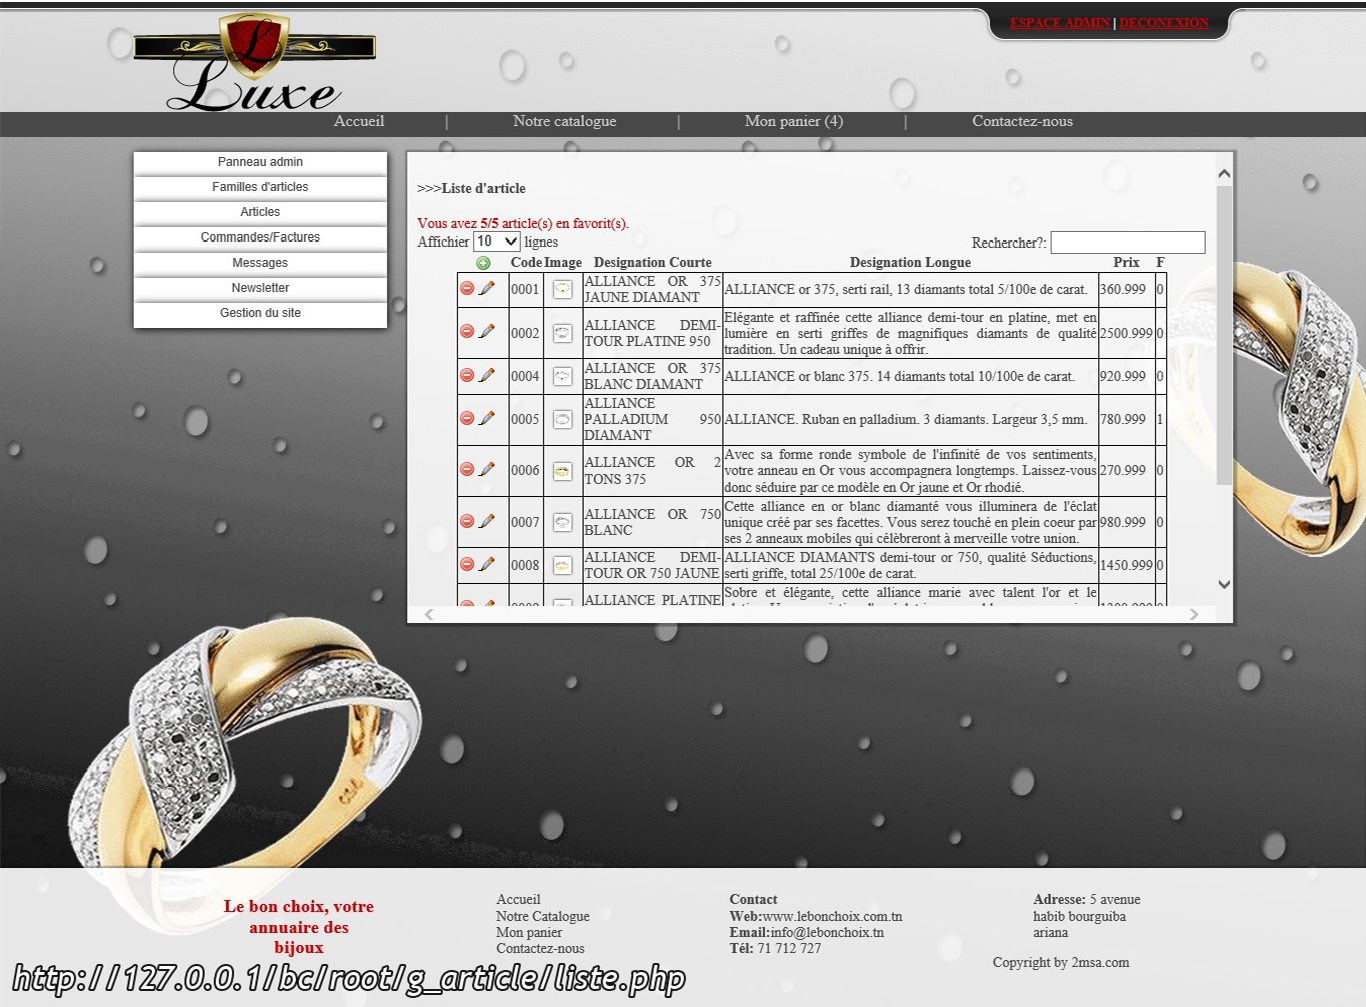 ESPACE ADMIN | DECONEXION
L
Luxe
Accueil | Notre catalogue | Mon panier (4) | Contactez-nous
Panneau admin
Familles d'articles
Articles
Commandes/Factures
Messages
Newsletter
Gestion du site
>>>Liste d'article
Vous avez 5/5 article(s) en favorit(s).
Affichier 10 lignes
Rechercher?:
Code Image Designation Courte Designation Longue Prix F
0001 ALLIANCE OR 375 JAUNE DIAMANT ALLIANCE or 375, serti rail, 13 diamants total 5/100e de carat. 360.999 0
0002 ALLIANCE DEMI-TOUR PLATINE 950 Elégante et raffinée cette alliance demi-tour en platine, met en lumière en serti griffes de magnifiques diamants de qualité tradition. Un cadeau unique à offrir. 2500.999 0
0004 ALLIANCE OR 375 BLANC DIAMANT ALLIANCE or blanc 375. 14 diamants total 10/100e de carat. 920.999 0
0005 ALLIANCE PALLADIUM 950 DIAMANT ALLIANCE. Ruban en palladium. 3 diamants. Largeur 3,5 mm. 780.999 1
0006 ALLIANCE OR 2 TONS 375 Avec sa forme ronde symbole de l'infinité de vos sentiments, votre anneau en Or vous accompagnera longtemps. Laissez-vous donc séduire par ce modèle en Or jaune et Or rhodié. 270.999 0
0007 ALLIANCE OR 750 BLANC Cette alliance en or blanc diamanté vous illuminera de l'éclat unique créé par ses facettes. Vous serez touché en plein coeur par ses 2 anneaux mobiles qui célèbreront à merveille votre union. 980.999 0
0008 ALLIANCE DEMI-TOUR OR 750 JAUNE ALLIANCE DIAMANTS demi-tour or 750, qualité Séductions, serti griffe, total 25/100e de carat. 1450.999 0
ALLIANCE PLATINE Sobre et élégante, cette alliance marie avec talent l'or et le
Le bon choix, votre
annuaire des
bijoux
Accueil
Notre Catalogue
Mon panier
Contactez-nous
Contact
Web:www.lebonchoix.com.tn
Email:info@lebonchoix.tn
Tél: 71 712 727
Adresse: 5 avenue
habib bourguiba
ariana
Copyright by 2msa.com
http://127.0.0.1/bc/root/g_article/liste.php